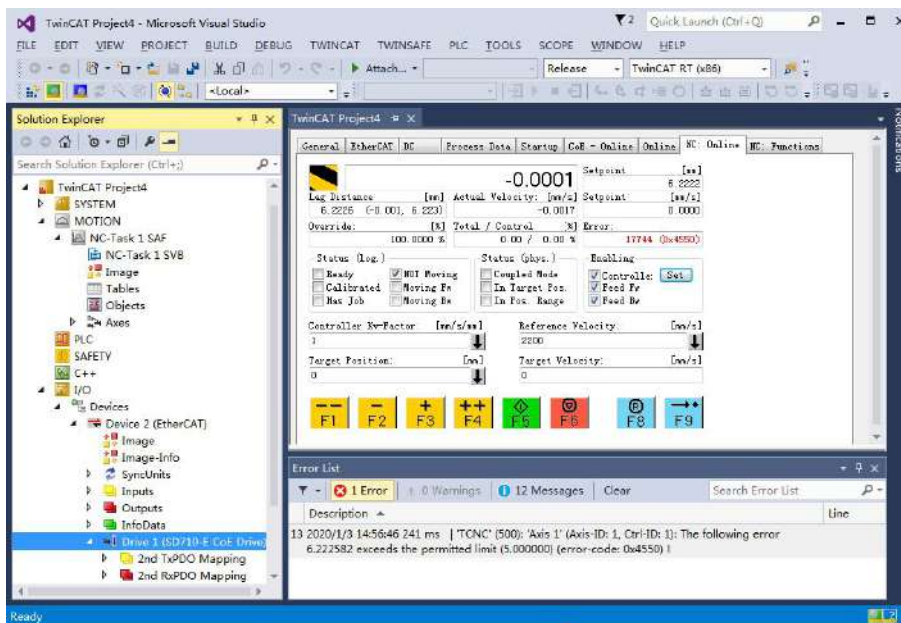 TwinCAT Project4 - Microsoft Visual Studio
2 Quick Launch (Ctrl+Q)
FILE EDIT VIEW PROJECT BUILD DEBUG TWINCAT TWINSAFE PLC TOOLS SCOPE WINDOW HELP
Attach... Release TwinCAT RT (x86)
<Local>
Solution Explorer
Search Solution Explorer (Ctrl+;)
TwinCAT Project4
SYSTEM
MOTION
NC-Task 1 SAF
NC-Task 1 SVB
Image
Tables
Objects
Axes
PLC
SAFETY
C++
I/O
Devices
Device 2 (EtherCAT)
Image
Image-Info
SyncUnits
Inputs
Outputs
InfoData
Drive 1 (SD710-E CoE Drive)
2nd TxPDO Mapping
2nd RxPDO Mapping
TwinCAT Project4
Notifications
General EtherCAT DC Process Data Startup CoE - Online Online NC: Online NC: Functions
-0.0001
Setpoint [mm]
6.2222
Lag Distance [mm] Actual Velocity: [mm/s] Setpoint [mm/s]
6.2226 (-0.001, 6.223) -0.0017 0.0000
Override: [%] Total / Control [%] Error:
100.0000 % 0.00 / 0.00 % 17744 (0x4550)
Status (log.) Status (phys.) Enabling
Ready NOT Moving Coupled Mode Controlle: Set
Calibrated Moving Fw In Target Pos. Feed Fw
Has Job Moving Bw In Pos. Range Feed Bw
Controller Kv-Factor [mm/s/mm] Reference Velocity: [mm/s]
1 2200
Target Position: [mm] Target Velocity: [mm/s]
0 0
-- - + ++
F1 F2 F3 F4 F5 F6 F8 F9
Error List
1 Error 0 Warnings 12 Messages Clear Search Error List
Description Line
13 2020/1/3 14:56:46 241 ms | 'TCNC' (500): 'Axis 1' (Axis-ID: 1, Ctrl-ID: 1): The following error
6.222582 exceeds the permitted limit (5.000000) (error-code: 0x4550) !
Ready